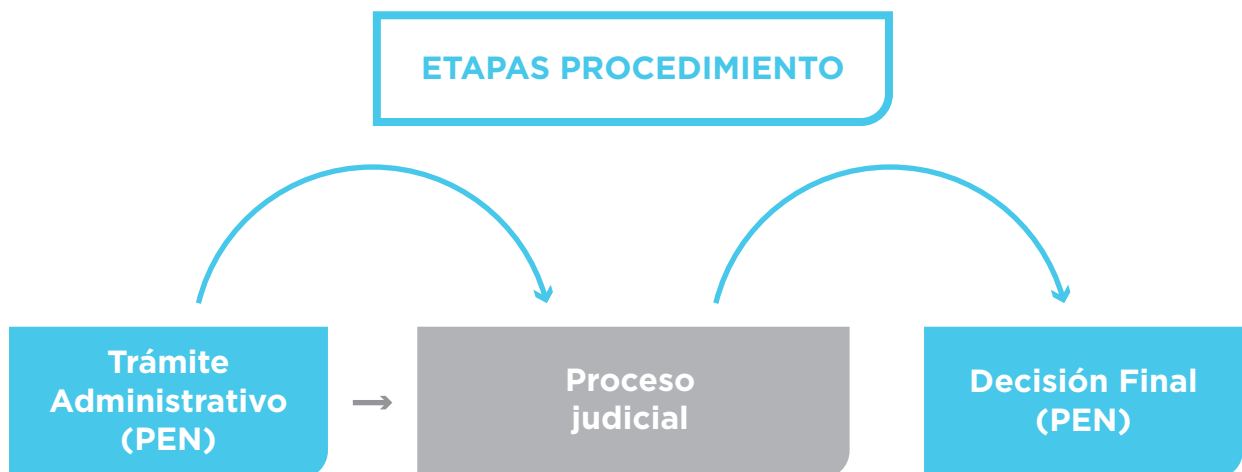 ETAPAS PROCEDIMIENTO
Trámite
Administrativo
(PEN)
Proceso
judicial
Decisión Final
(PEN)